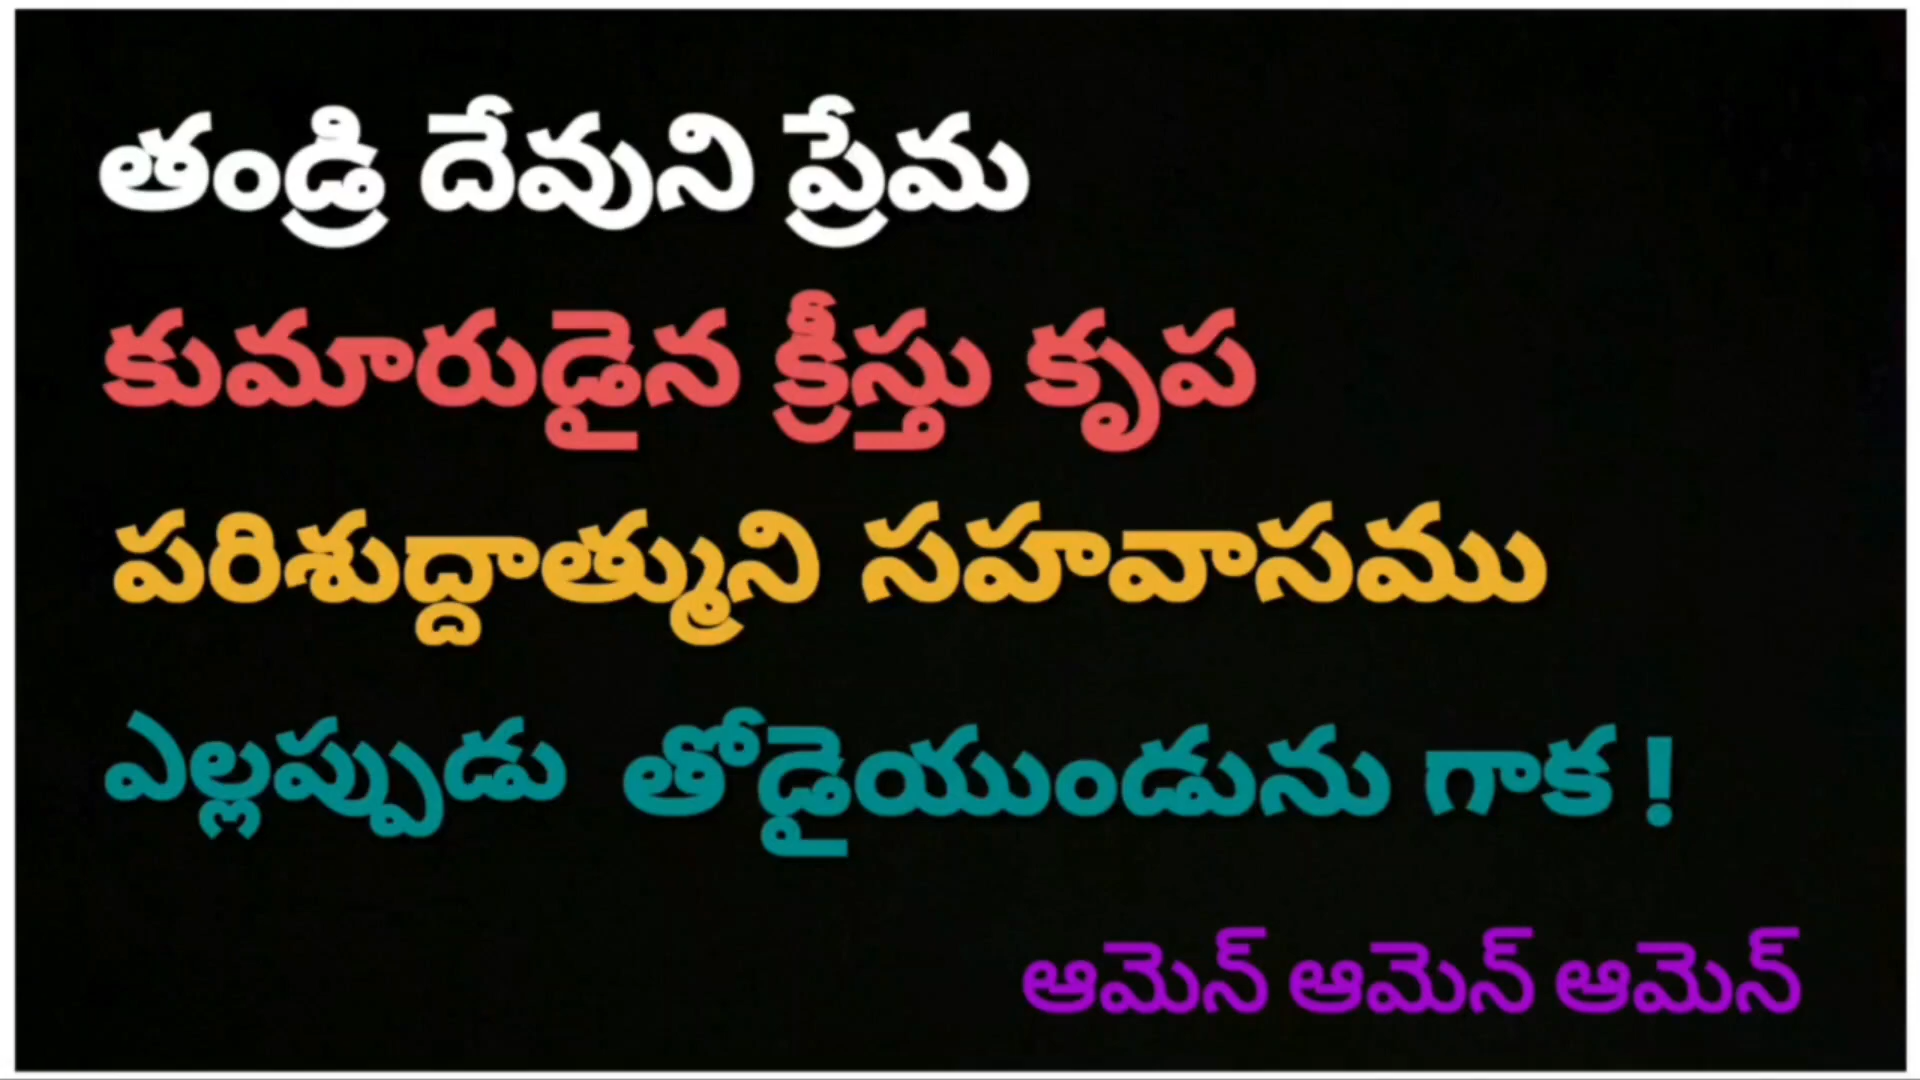 తండ్రి దేవుని ప్రేమ
కుమారుడైన క్రీస్తు కృప
పరిశుద్దాత్ముని సహవాసము
ఎల్లప్పుడు తోడైయుండును గాక !
ఆమెన్ ఆమెన్ ఆమెన్